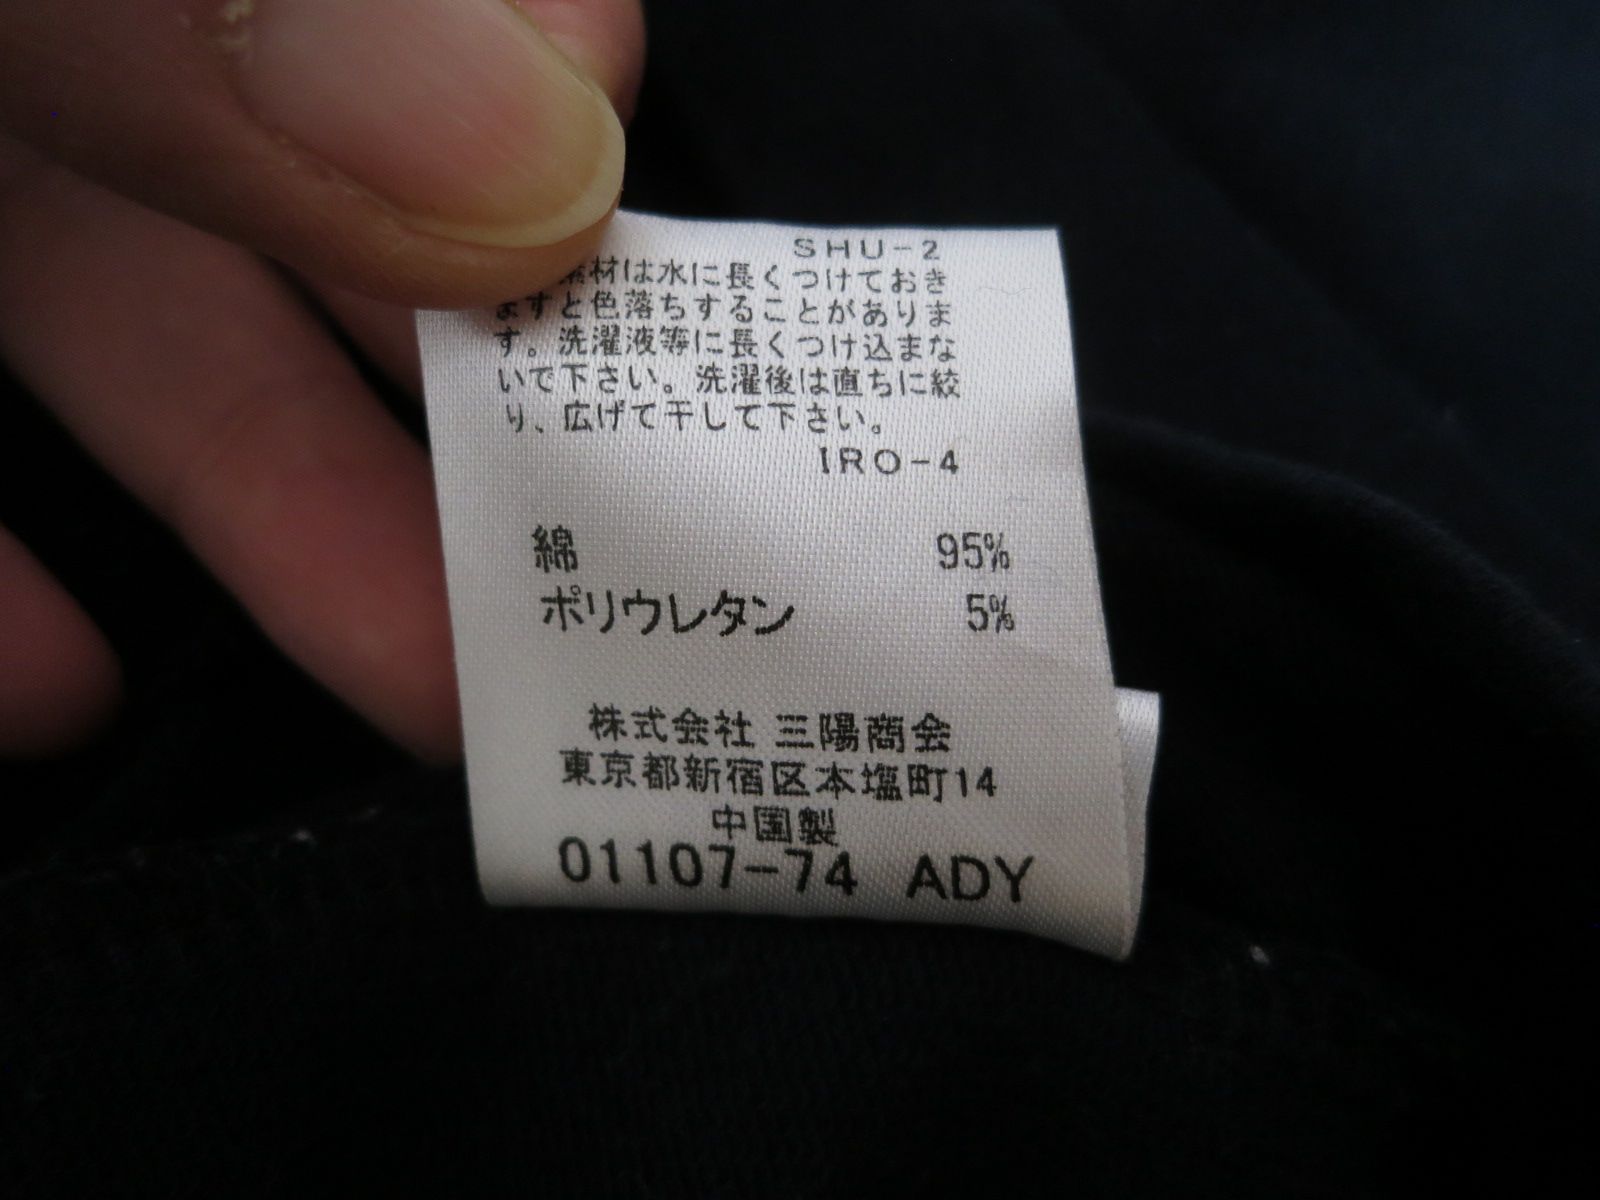 SHU-2
素材は水に長くつけておき
ますと色落ちすることがありま
す。洗濯液等に長くつけ込まな
いで下さい。洗濯後は直ちに絞
り、広げて干して下さい。
IRO-4
綿 95%
ポリウレタン 5%
株式会社 三陽商会
東京都新宿区本塩町14
中国製
01107-74 ADY